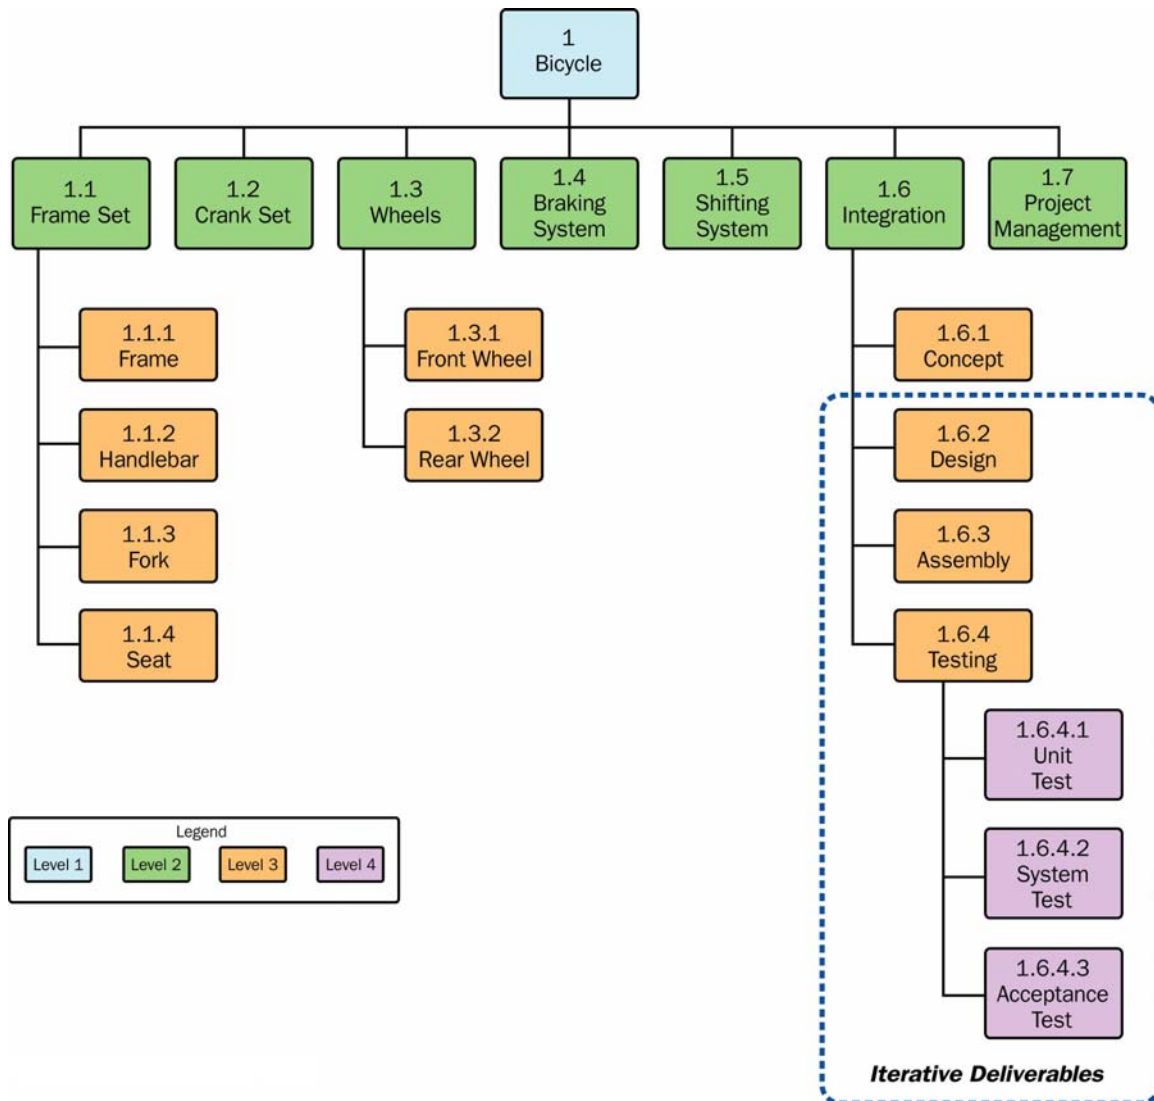 1
Bicycle
1.1
Frame Set
1.2
Crank Set
1.3
Wheels
1.4
Braking
System
1.5
Shifting
System
1.6
Integration
1.7
Project
Management
1.1.1
Frame
1.1.2
Handlebar
1.1.3
Fork
1.1.4
Seat
1.3.1
Front Wheel
1.3.2
Rear Wheel
1.6.1
Concept
1.6.2
Design
1.6.3
Assembly
1.6.4
Testing
1.6.4.1
Unit
Test
1.6.4.2
System
Test
1.6.4.3
Acceptance
Test
Iterative Deliverables
Legend
Level 1
Level 2
Level 3
Level 4